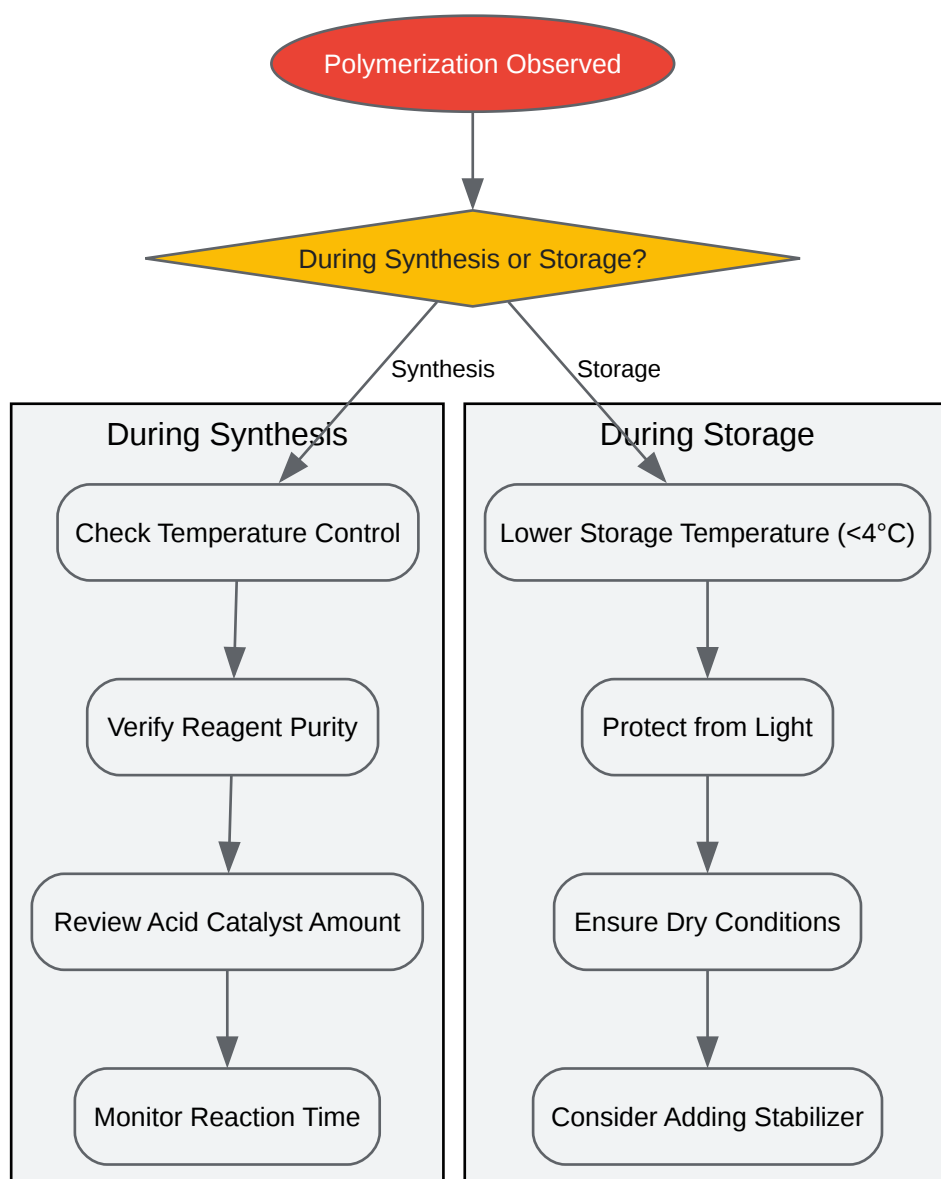 Polymerization Observed
During Synthesis or Storage?
Synthesis
Storage
During Synthesis
Check Temperature Control
Verify Reagent Purity
Review Acid Catalyst Amount
Monitor Reaction Time
During Storage
Lower Storage Temperature (<4°C)
Protect from Light
Ensure Dry Conditions
Consider Adding Stabilizer